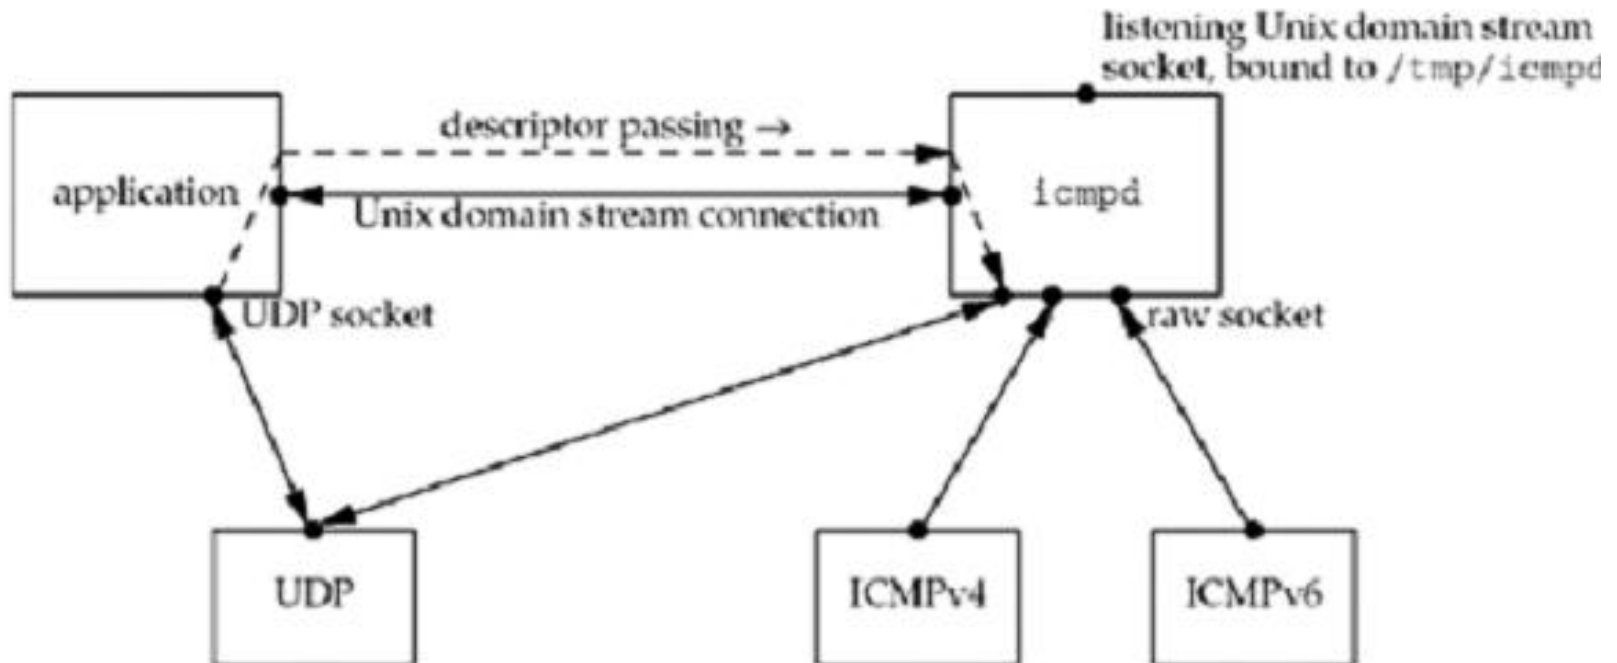 listening Unix domain stream
socket, bound to /tmp/icmpd
descriptor passing →
application
icmpd
Unix domain stream connection
UDP socket
raw socket
UDP
ICMPv4
ICMPv6